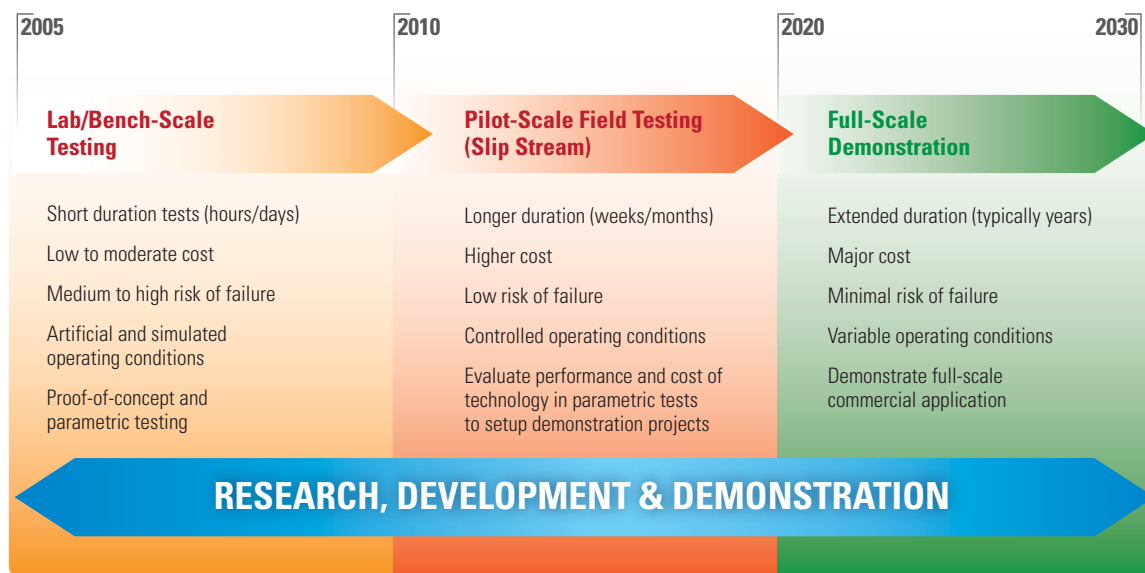 2005
2010
2020
2030
Lab/Bench-Scale
Testing
Short duration tests (hours/days)
Low to moderate cost
Medium to high risk of failure
Artificial and simulated
operating conditions
Proof-of-concept and
parametric testing
Pilot-Scale Field Testing
(Slip Stream)
Longer duration (weeks/months)
Higher cost
Low risk of failure
Controlled operating conditions
Evaluate performance and cost of
technology in parametric tests
to setup demonstration projects
Full-Scale
Demonstration
Extended duration (typically years)
Major cost
Minimal risk of failure
Variable operating conditions
Demonstrate full-scale
commercial application
RESEARCH, DEVELOPMENT & DEMONSTRATION